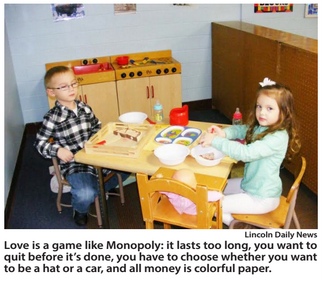 Lincoln Daily News
Love is a game like Monopoly: it lasts too long, you want to
quit before it's done, you have to choose whether you want
to be a hat or a car, and all money is colorful paper.